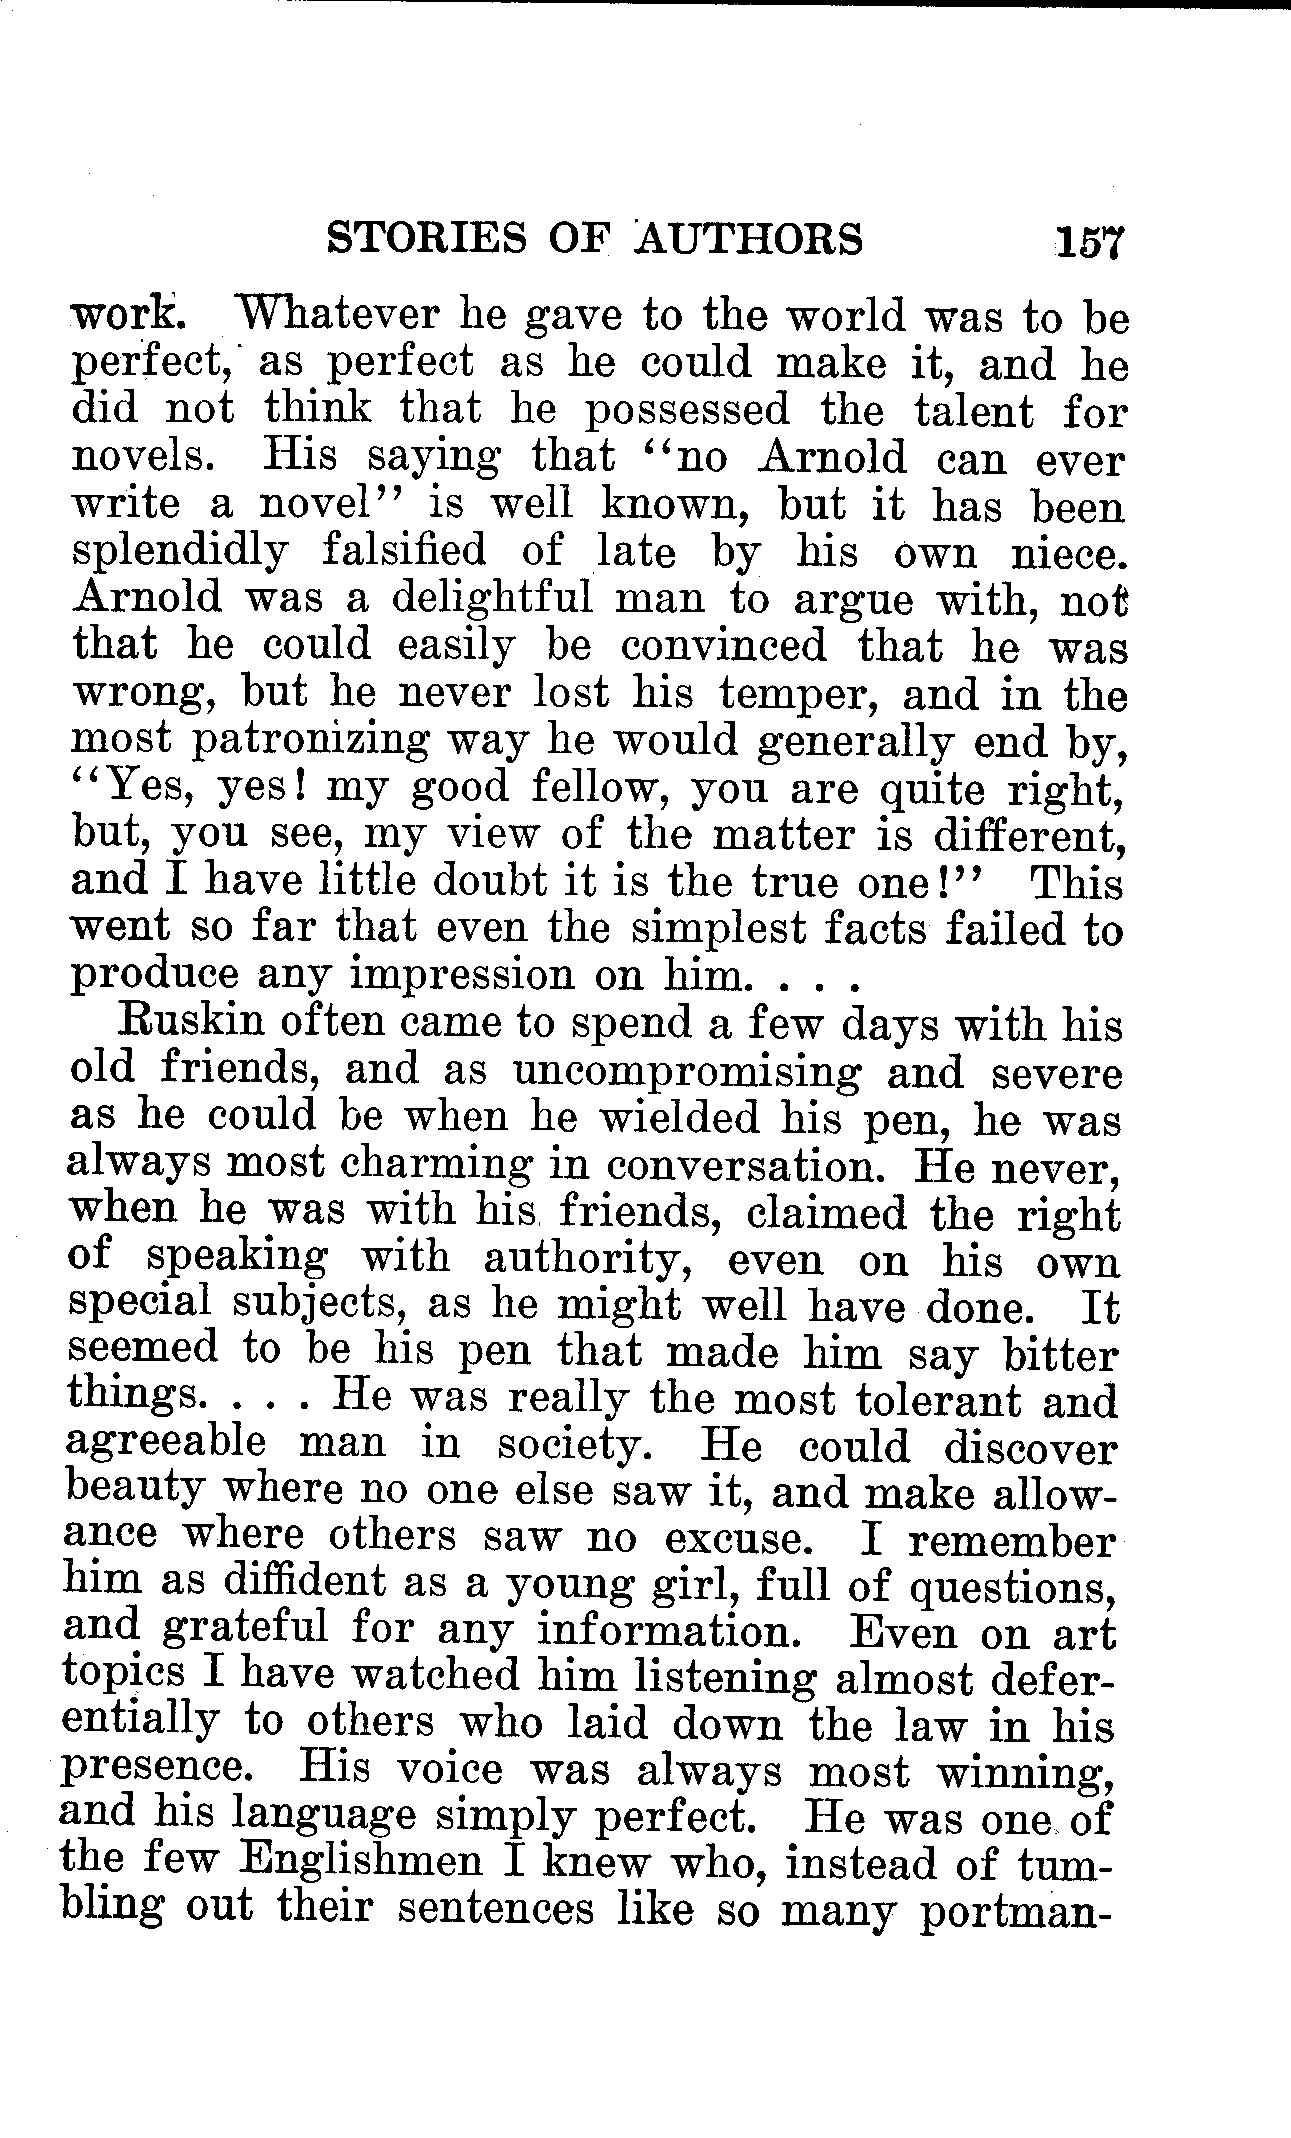 STORIES OF AUTHORS 157
work. Whatever he gave to the world was to be
perfect, as perfect as he could make it, and he
did not think that he possessed the talent for
novels. His saying that "no Arnold can ever
write a novel" is well known, but it has been
splendidly falsified of late by his own niece.
Arnold was a delightful man to argue with, not
that he could easily be convinced that he was
wrong, but he never lost his temper, and in the
most patronizing way he would generally end by,
"Yes, yes! my good fellow, you are quite right,
but, you see, my view of the matter is different,
and I have little doubt it is the true one!" This
went so far that even the simplest facts failed to
produce any impression on him. . . .
Ruskin often came to spend a few days with his
old friends, and as uncompromising and severe
as he could be when he wielded his pen, he was
always most charming in conversation. He never,
when he was with his friends, claimed the right
of speaking with authority, even on his own
special subjects, as he might well have done. It
seemed to be his pen that made him say bitter
things. . . . He was really the most tolerant and
agreeable man in society. He could discover
beauty where no one else saw it, and make allow-
ance where others saw no excuse. I remember
him as diffident as a young girl, full of questions,
and grateful for any information. Even on art
topics I have watched him listening almost defer-
entially to others who laid down the law in his
presence. His voice was always most winning,
and his language simply perfect. He was one of
the few Englishmen I knew who, instead of tum-
bling out their sentences like so many portman-